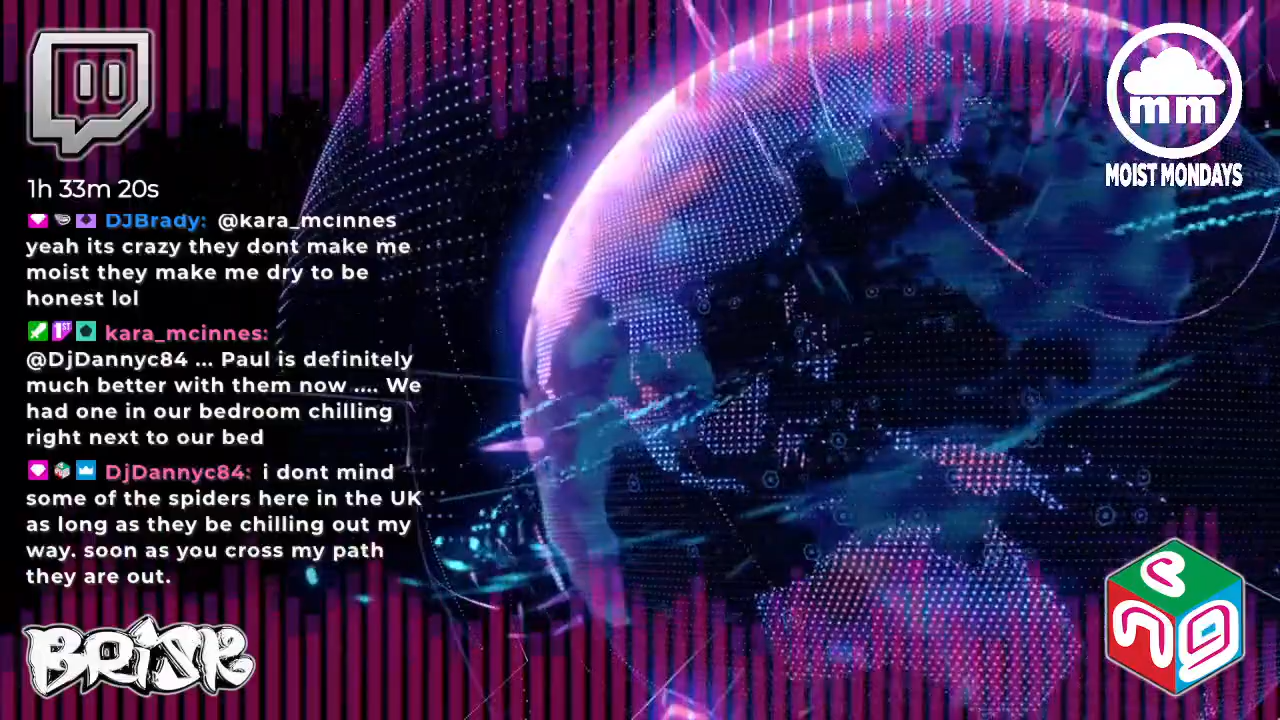 1h 33m 20s
DJBrady: @kara_mcinnes
yeah its crazy they dont make me
moist they make me dry to be
honest lol
1ST kara_mcinnes:
@DjDannyc84 ... Paul is definitely
much better with them now .... We
had one in our bedroom chilling
right next to our bed
DjDannyc84: i dont mind
some of the spiders here in the UK
as long as they be chilling out my
way. soon as you cross my path
they are out.
BRISK
mm
MOIST MONDAYS